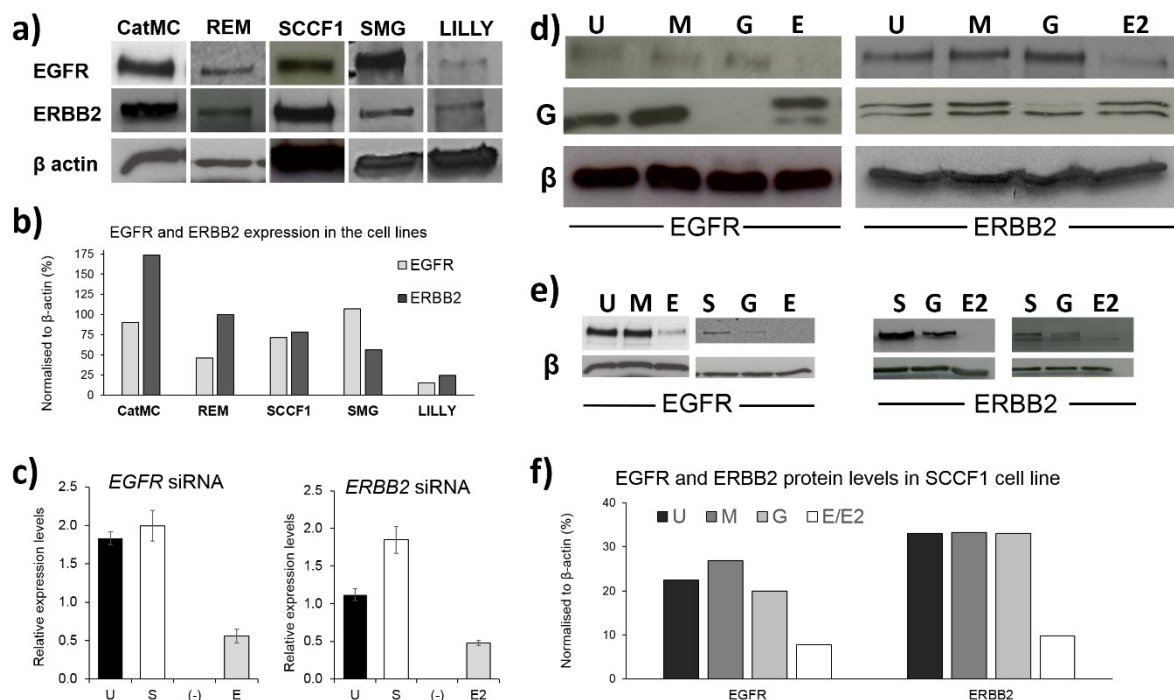 a)
CatMC REM SCCF1 SMG LILLY
EGFR
ERBB2
β actin
b)
EGFR and ERBB2 expression in the cell lines
Normalised to β-actin (%)
175
150
125
100
75
50
25
0
EGFR
ERBB2
CatMC REM SCCF1 SMG LILLY
c)
EGFR siRNA
Relative expression levels
2.5
2.0
1.5
1.0
0.5
0.0
U S (-) E
ERBB2 siRNA
Relative expression levels
2.5
2.0
1.5
1.0
0.5
0.0
U S (-) E2
d)
U M G E
U M G E2
G
β
EGFR
ERBB2
e)
U M E S G E
S G E2 S G E2
β
EGFR
ERBB2
f)
EGFR and ERBB2 protein levels in SCCF1 cell line
Normalised to β-actin (%)
40
30
20
10
0
U M G E/E2
EGFR ERBB2